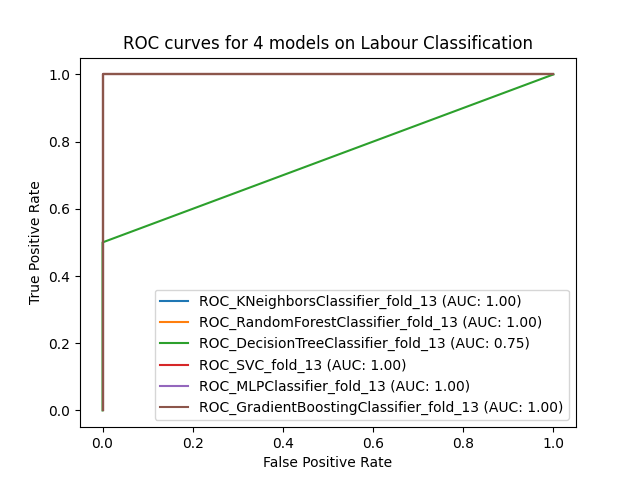 ROC curves for 4 models on Labour Classification
True Positive Rate
1.0
0.8
0.6
0.4
0.2
0.0
ROC_KNeighborsClassifier_fold_13 (AUC: 1.00)
ROC_RandomForestClassifier_fold_13 (AUC: 1.00)
ROC_DecisionTreeClassifier_fold_13 (AUC: 0.75)
ROC_SVC_fold_13 (AUC: 1.00)
ROC_MLPClassifier_fold_13 (AUC: 1.00)
ROC_GradientBoostingClassifier_fold_13 (AUC: 1.00)
0.0 0.2 0.4 0.6 0.8 1.0
False Positive Rate